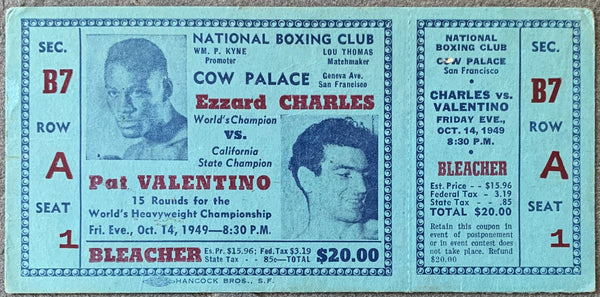 SEC.
B7
ROW
A
SEAT
1
NATIONAL BOXING CLUB
WM. P. KYNE
Promoter
LOU THOMAS
Matchmaker
COW PALACE
Geneva Ave.
San Francisco
Ezzard CHARLES
World's Champion
VS.
California
State Champion
Pat VALENTINO
15 Rounds for the
World's Heavyweight Championship
Fri. Eve., Oct. 14, 1949—8:30 P.M.
BLEACHER
Es. Pr. $15.96; Fed. Tax $3.19
State Tax - - 85c—TOTAL
$20.00
HANCOCK BROS., S.F.
NATIONAL
BOXING CLUB
COW PALACE
San Francisco
CHARLES vs.
VALENTINO
FRIDAY EVE.,
OCT. 14, 1949
8:30 P.M.
BLEACHER
Est. Price - - $15.96
Federal Tax - 3.19
State Tax - - .85
TOTAL $20.00
Retain this coupon in
event of postponement
or in event contest does
not take place. Refund
$20.00
SEC.
B7
ROW
A
SEAT
1